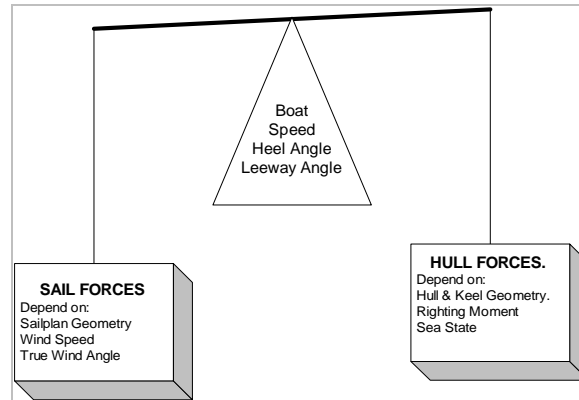 Boat
Speed
Heel Angle
Leeway Angle
SAIL FORCES
Depend on:
Sailplan Geometry
Wind Speed
True Wind Angle
HULL FORCES.
Depend on:
Hull & Keel Geometry.
Righting Moment
Sea State